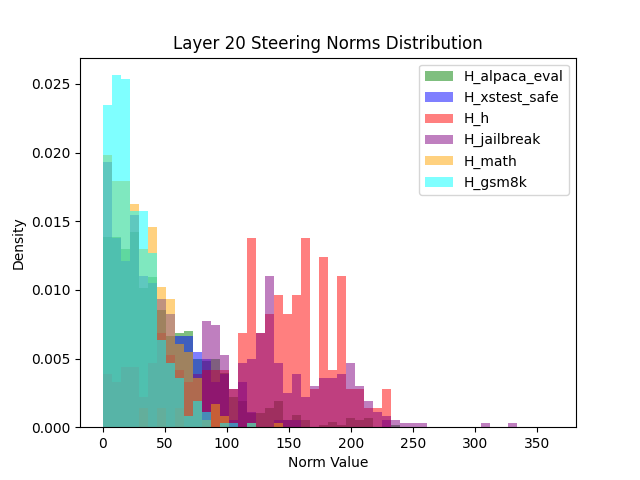 Layer 20 Steering Norms Distribution
H_alpaca_eval
H_xstest_safe
H_h
H_jailbreak
H_math
H_gsm8k
Density
0.025
0.020
0.015
0.010
0.005
0.000
0 50 100 150 200 250 300 350
Norm Value